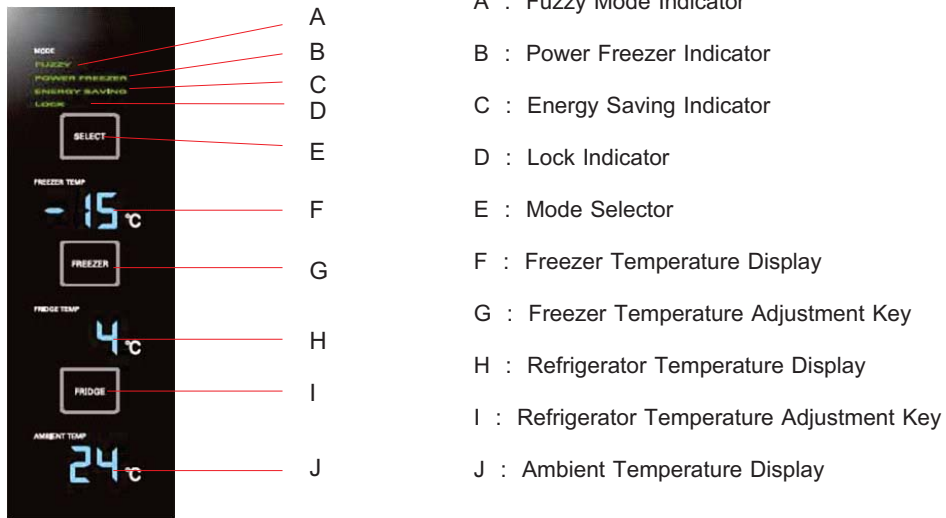 MODE
FUZZY
POWER FREEZER
ENERGY SAVING
LOCK
SELECT
FREEZER TEMP
-15 °C
FREEZER
FRIDGE TEMP
4 °C
FRIDGE
AMBIENT TEMP
24 °C
A
B
C
D
E
F
G
H
I
J
A : Fuzzy Mode Indicator
B : Power Freezer Indicator
C : Energy Saving Indicator
D : Lock Indicator
E : Mode Selector
F : Freezer Temperature Display
G : Freezer Temperature Adjustment Key
H : Refrigerator Temperature Display
I : Refrigerator Temperature Adjustment Key
J : Ambient Temperature Display